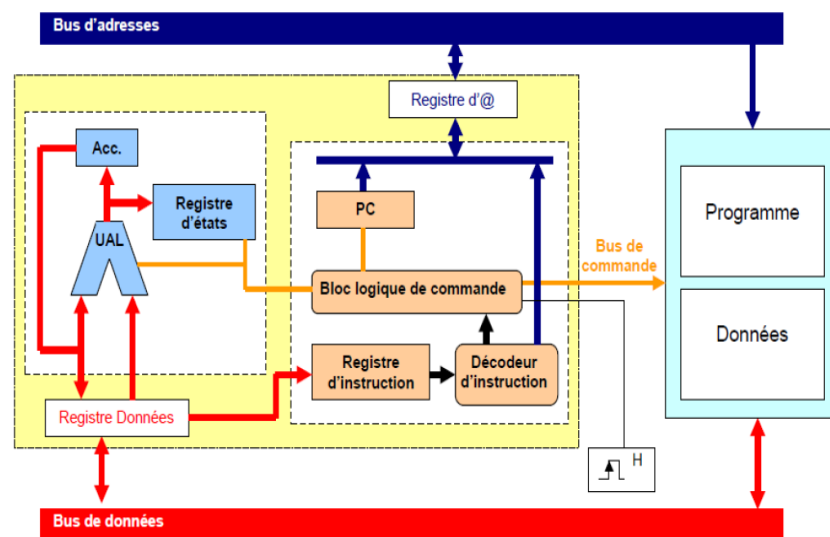 Bus d'adresses
Registre d'@
Acc.
Registre
d'états
UAL
PC
Bus de
commande
Bloc logique de commande
Registre
d'instruction
Décodeur
d'instruction
Registre Données
Programme
Données
H
Bus de données